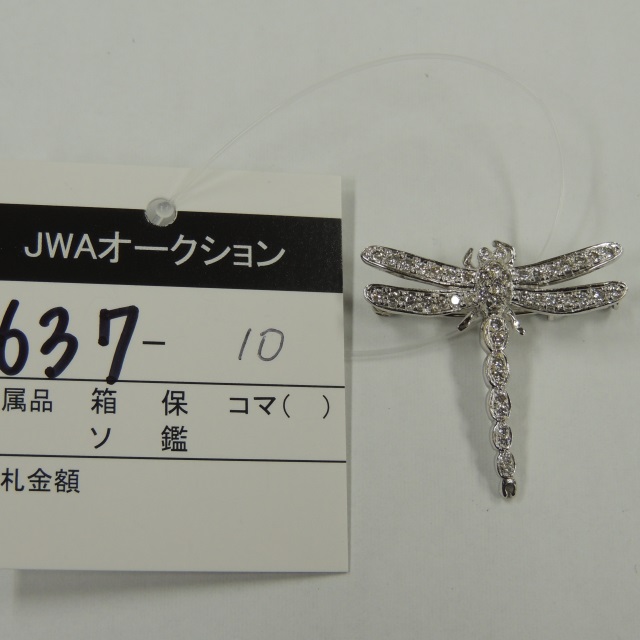 JWAオークション
637- 10
属品 箱 保 コマ( )
ソ 鑑
札金額